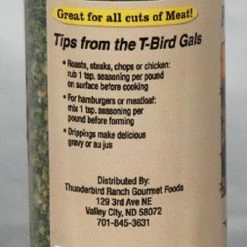 Great for all cuts of Meat!
Tips from the T-Bird Gals
• Roasts, steaks, chops or chicken:
rub 1 tsp. seasoning per pound
on surface before cooking
• For hamburgers or meatloaf:
mix 1 tsp. seasoning per
pound before forming
• Drippings make delicious
gravy or au jus
Distributed By:
Thunderbird Ranch Gourmet Foods
129 3rd Ave NE
Valley City, ND 58072
701-845-3631